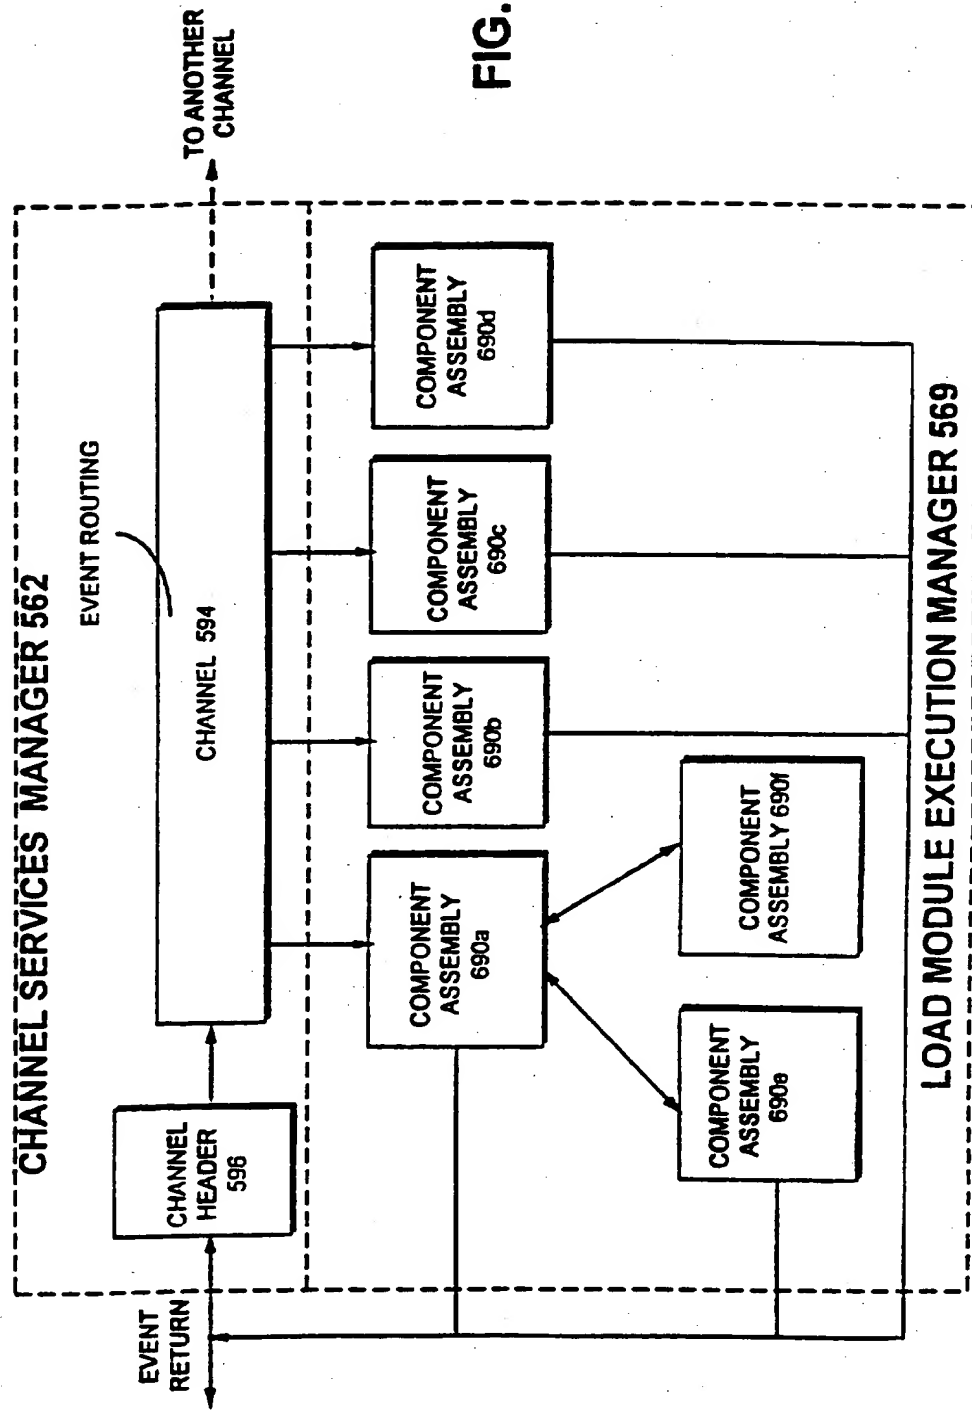 CHANNEL SERVICES MANAGER 562
EVENT
RETURN
CHANNEL
HEADER
596
EVENT ROUTING
CHANNEL 594
TO ANOTHER
CHANNEL
COMPONENT
ASSEMBLY
690a
COMPONENT
ASSEMBLY
690b
COMPONENT
ASSEMBLY
690c
COMPONENT
ASSEMBLY
690d
COMPONENT
ASSEMBLY
690e
COMPONENT
ASSEMBLY 690f
LOAD MODULE EXECUTION MANAGER 569
FIG.